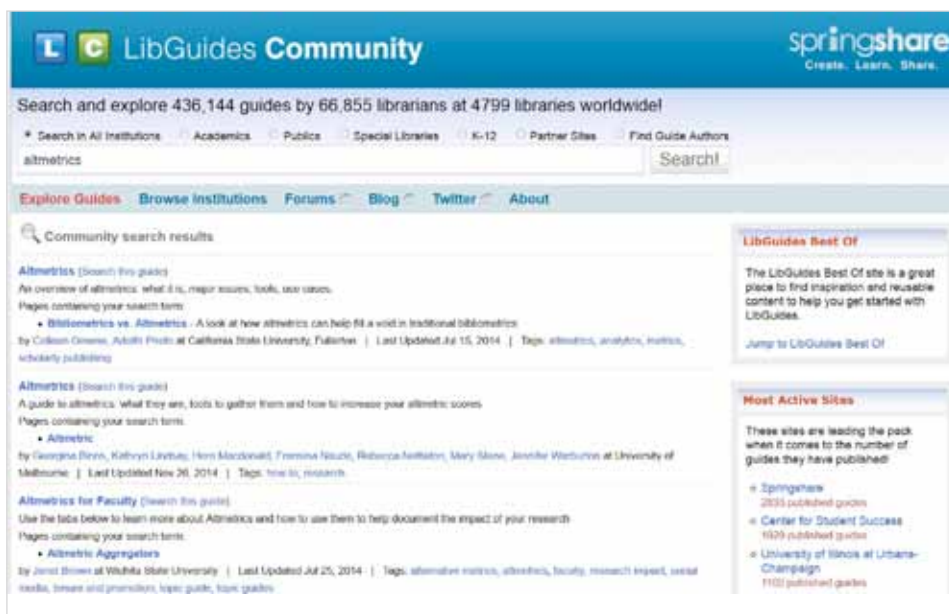 L C LibGuides Community
springshare
Create. Learn. Share.
Search and explore 436,144 guides by 66,855 librarians at 4799 libraries worldwide!
Search in All Institutions Academics Publics Special Libraries K-12 Partner Sites Find Guide Authors
altmetrics Search!
Explore Guides Browse Institutions Forums Blog Twitter About
Community search results
Altmetrics (Search this guide)
An overview of altmetrics: what it is, major issues, tools, use cases.
Pages containing your search term:
• Bibliometrics vs. Altmetrics - A look at how altmetrics can help fill a void in traditional bibliometrics
by Colleen Greene, at California State University, Fullerton | Last Updated Jul 15, 2014 | Tags: altmetrics, analytics, metrics,
scholarly publishing
Altmetrics (Search this guide)
A guide to altmetrics: what they are, tools to gather them and how to increase your altmetric scores
Pages containing your search term:
• Altmetric
by Georgina Binns, Kathryn Lindsay, Hero Macdonald, Rebecca Mary Jennifer Warburton at University of
Melbourne | Last Updated Nov 26, 2014 | Tags: how to, research
Altmetrics for Faculty (Search this guide)
Use the tabs below to learn more about Altmetrics and how to use them to help document the impact of your research
Pages containing your search term:
• Altmetric Aggregators
by Janet Brown at Wichita State University | Last Updated Jul 25, 2014 | Tags: alternative metrics, altmetrics, faculty, research impact, social
media, tenure and promotion, topic guide, topic guides
LibGuides Best Of
The LibGuides Best Of site is a great
place to find inspiration and reusable
content to help you get started with
LibGuides.
Jump to LibGuides Best Of
Most Active Sites
These sites are leading the pack
when it comes to the number of
guides they have published!
Springshare
published guides
Center for Student Success
published guides
University of Illinois at Urbana-
Champaign
published guides